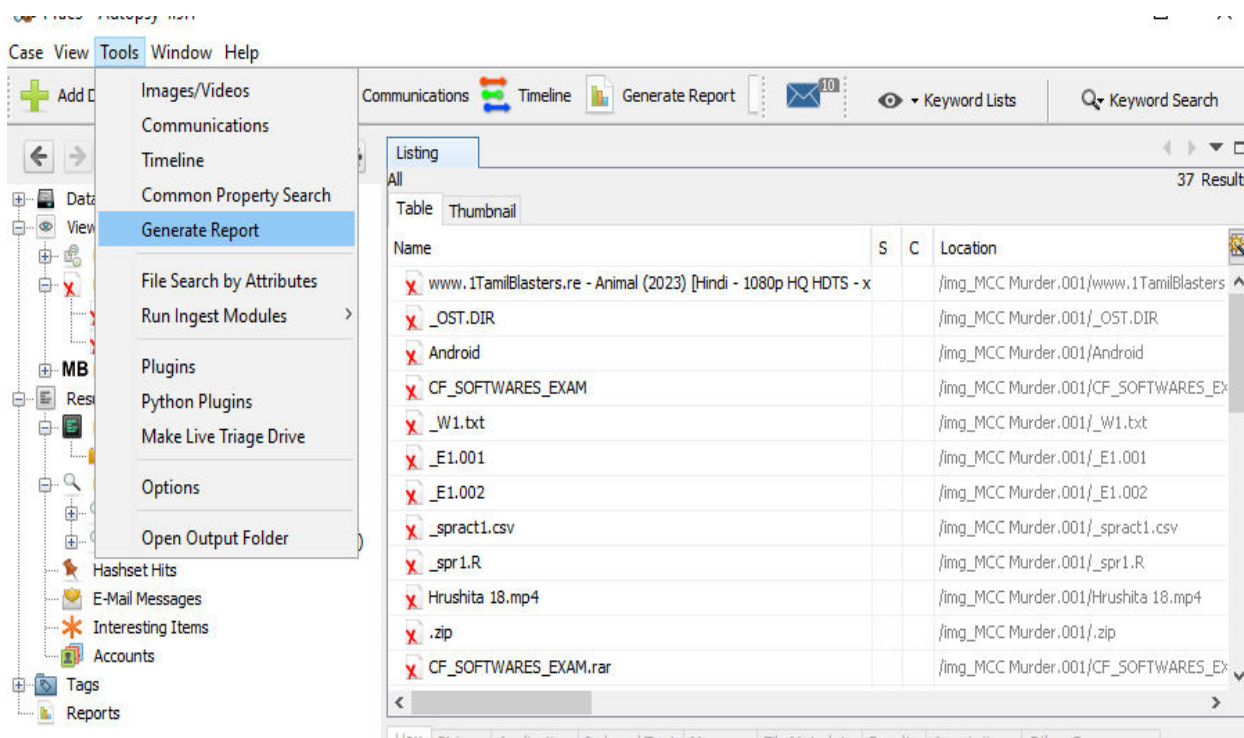 Case View Tools Window Help
Add D
Communications Timeline Generate Report 10 Keyword Lists Keyword Search
Images/Videos
Communications
Timeline
Common Property Search
Generate Report
File Search by Attributes
Run Ingest Modules
Plugins
Python Plugins
Make Live Triage Drive
Options
Open Output Folder
Data
View
MB
Resu
Hashset Hits
E-Mail Messages
Interesting Items
Accounts
Tags
Reports
Listing
All 37 Result
Table Thumbnail
Name S C Location
www.1TamilBlasters.re - Animal (2023) [Hindi - 1080p HQ HDTS - x /img_MCC Murder.001/www.1TamilBlasters
_OST.DIR /img_MCC Murder.001/_OST.DIR
Android /img_MCC Murder.001/Android
CF_SOFTWARES_EXAM /img_MCC Murder.001/CF_SOFTWARES_EX
_W1.txt /img_MCC Murder.001/_W1.txt
_E1.001 /img_MCC Murder.001/_E1.001
_E1.002 /img_MCC Murder.001/_E1.002
_spract1.csv /img_MCC Murder.001/_spract1.csv
_spr1.R /img_MCC Murder.001/_spr1.R
Hrushita 18.mp4 /img_MCC Murder.001/Hrushita 18.mp4
.zip /img_MCC Murder.001/.zip
CF_SOFTWARES_EXAM.rar /img_MCC Murder.001/CF_SOFTWARES_EX